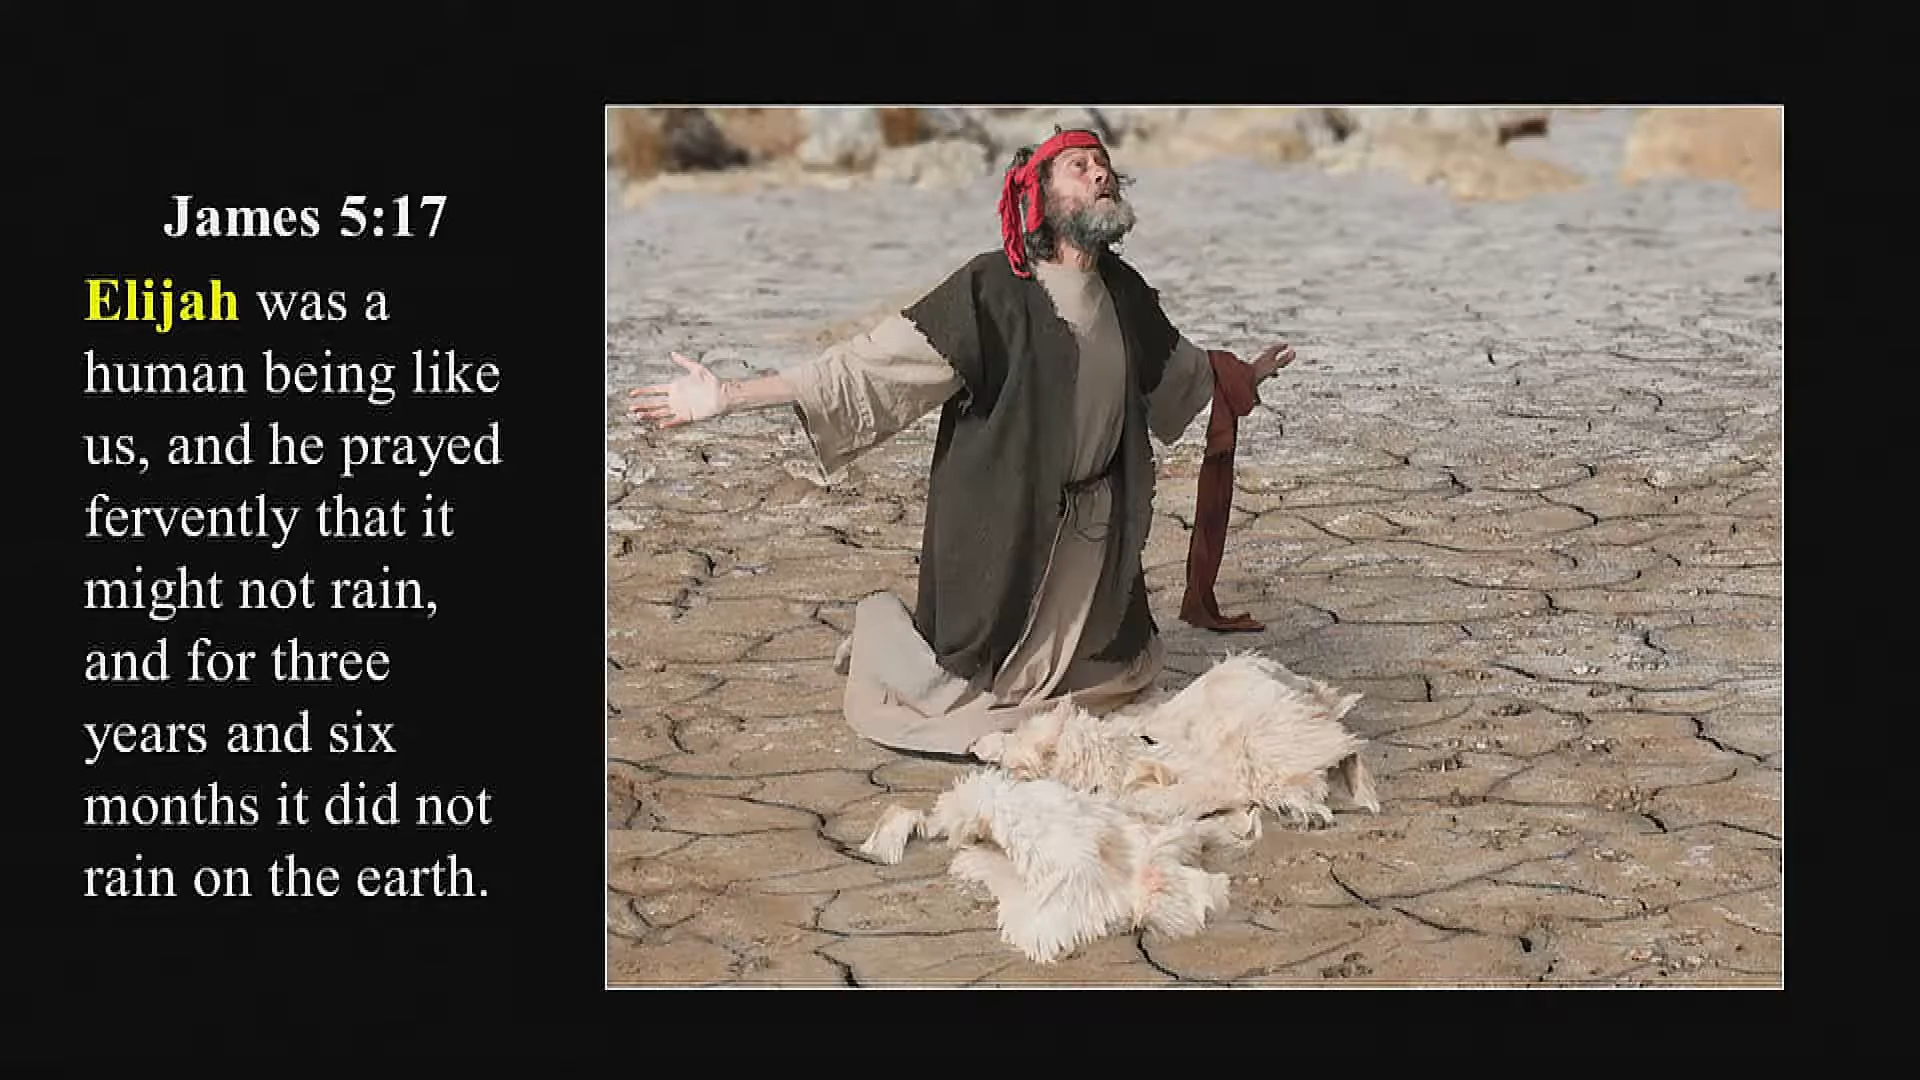 James 5:17
Elijah was a
human being like
us, and he prayed
fervently that it
might not rain,
and for three
years and six
months it did not
rain on the earth.